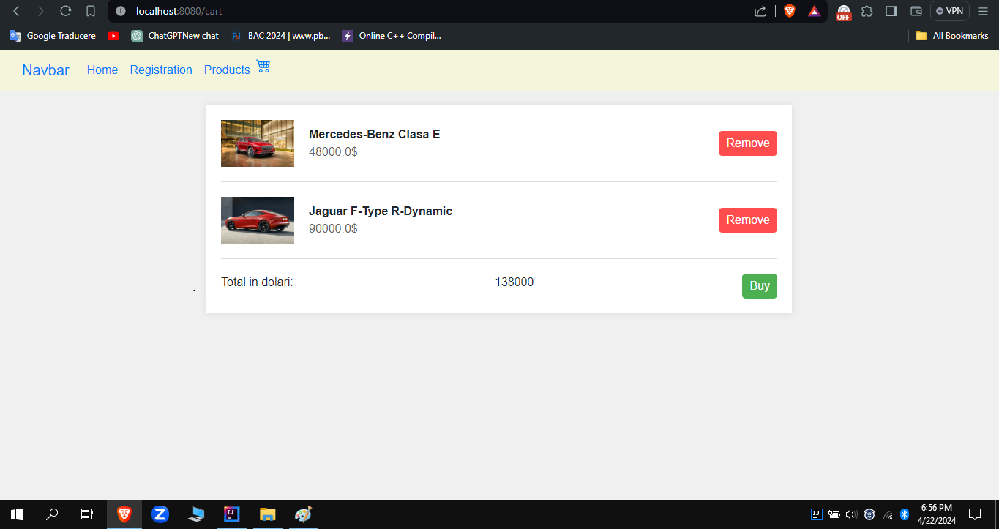 localhost:8080/cart
OFF
VPN
Google Traducere
ChatGPTNew chat
BAC 2024 | www.pb...
Online C++ Compil...
All Bookmarks
Navbar Home Registration Products
Mercedes-Benz Clasa E
48000.0$
Remove
Jaguar F-Type R-Dynamic
90000.0$
Remove
Total in dolari: 138000 Buy
.
6:56 PM
4/22/2024